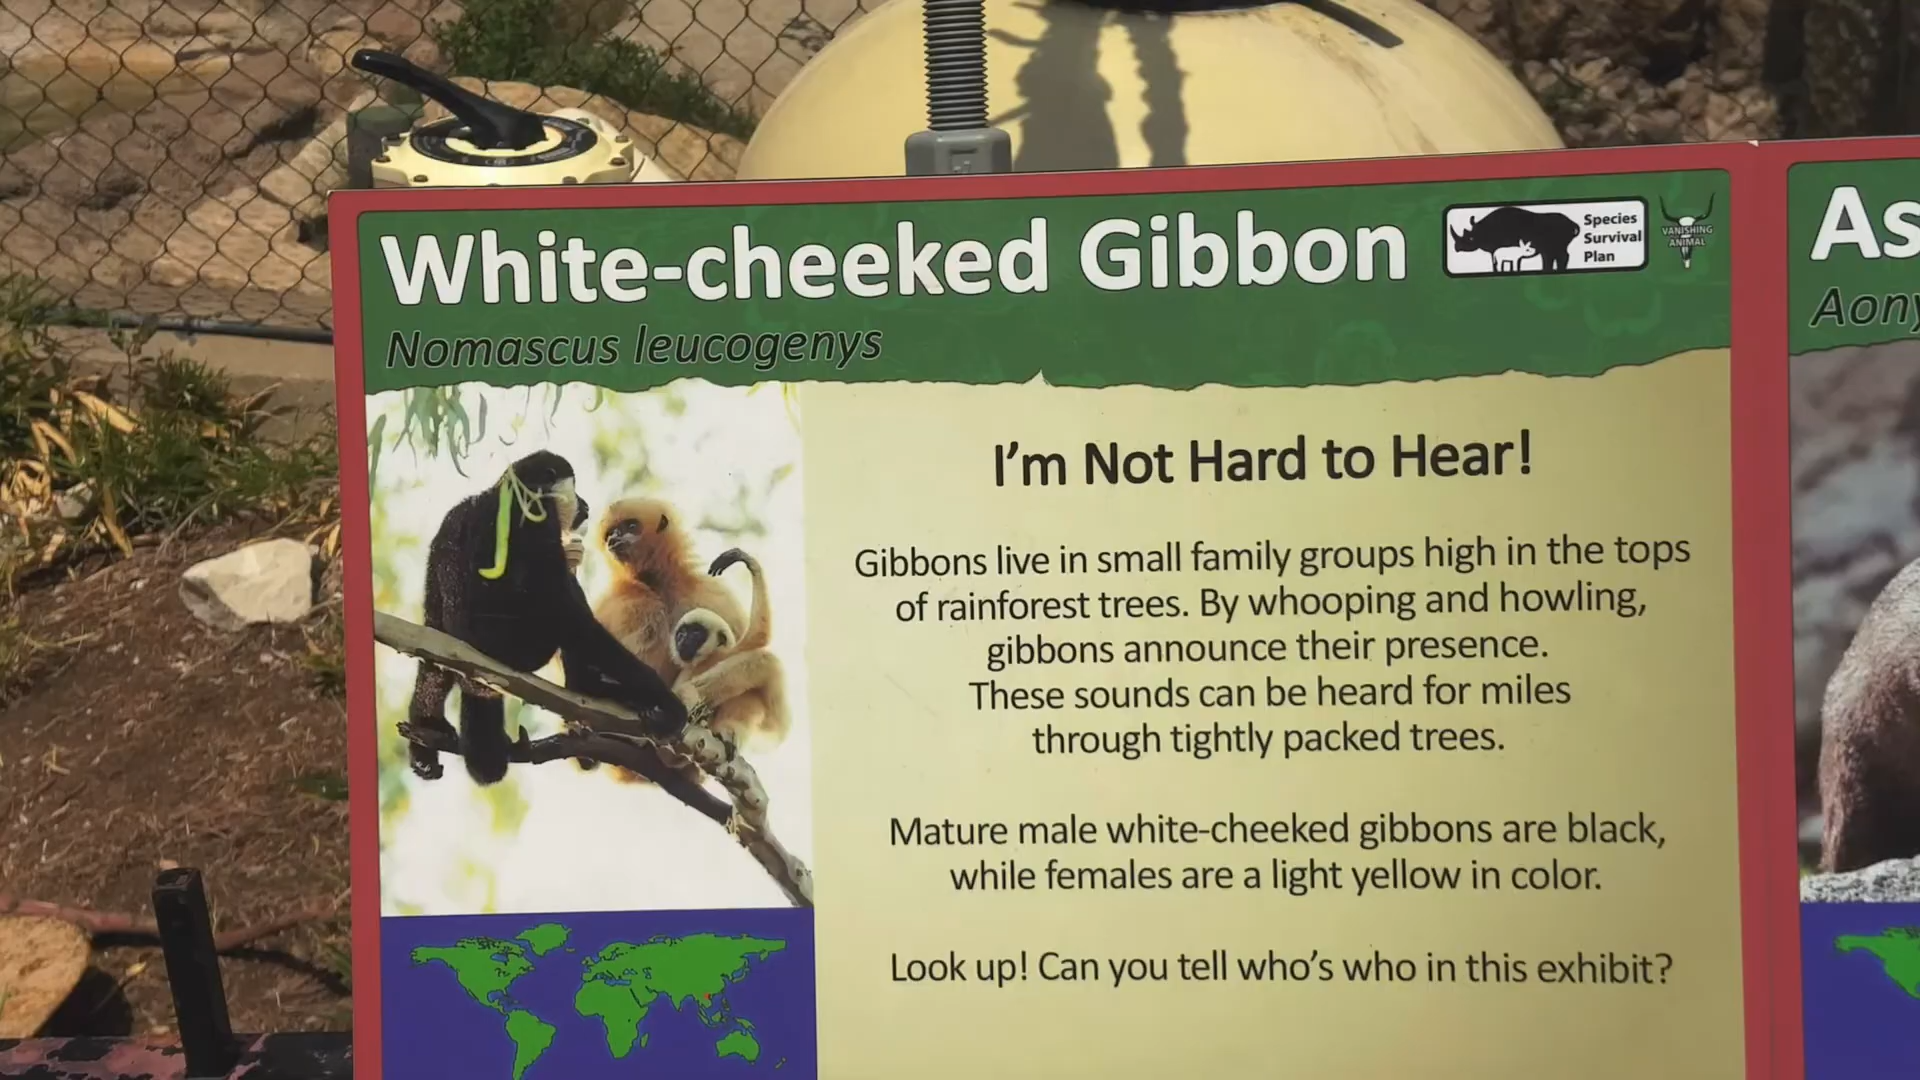 White-cheeked Gibbon
Nomascus leucogenys
Species
Survival
Plan
VANISHING
ANIMAL
I'm Not Hard to Hear!
Gibbons live in small family groups high in the tops
of rainforest trees. By whooping and howling,
gibbons announce their presence.
These sounds can be heard for miles
through tightly packed trees.
Mature male white-cheeked gibbons are black,
while females are a light yellow in color.
Look up! Can you tell who's who in this exhibit?
As
Aony